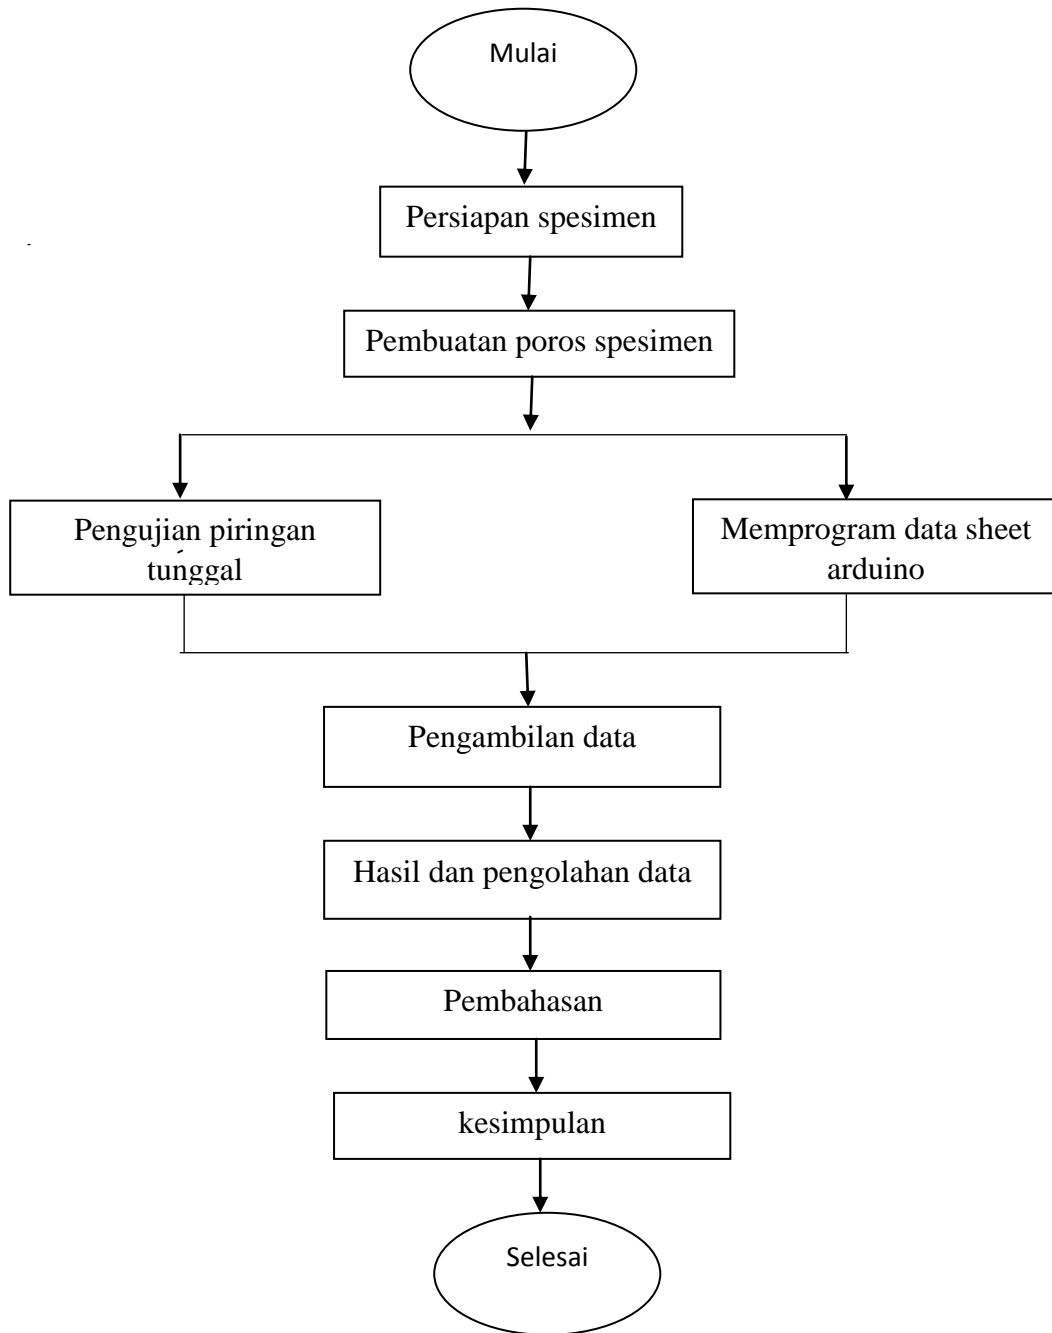 Mulai
Persiapan spesimen
Pembuatan poros spesimen
Pengujian piringan
tunggal
Memprogram data sheet
arduino
Pengambilan data
Hasil dan pengolahan data
Pembahasan
kesimpulan
Selesai